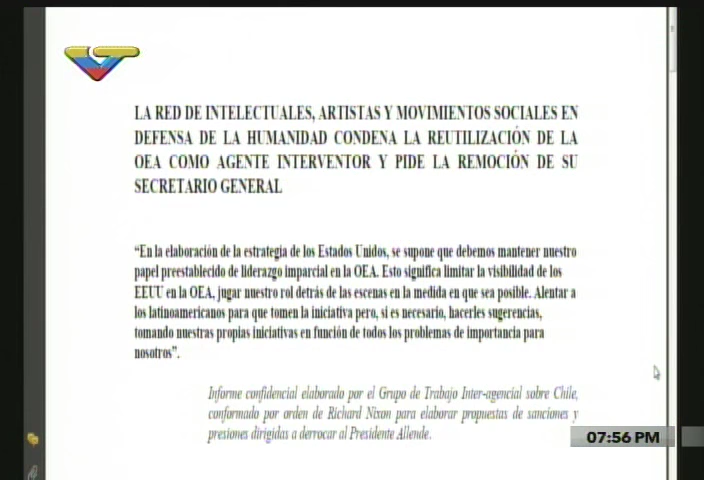 LA RED DE INTELECTUALES, ARTISTAS Y MOVIMIENTOS SOCIALES EN
DEFENSA DE LA HUMANIDAD CONDENA LA REUTILIZACIÓN DE LA
OEA COMO AGENTE INTERVENTOR Y PIDE LA REMOCIÓN DE SU
SECRETARIO GENERAL
“En la elaboración de la estrategia de los Estados Unidos, se supone que debemos mantener nuestro
papel preestablecido de liderazgo imparcial en la OEA. Esto significa limitar la visibilidad de los
EEUU en la OEA, jugar nuestro rol detrás de las escenas en la medida en que sea posible. Alentar a
los latinoamericanos para que tomen la iniciativa pero, si es necesario, hacerles sugerencias,
tomando nuestras propias iniciativas en función de todos los problemas de importancia para
nosotros”.
Informe confidencial elaborado por el Grupo de Trabajo Inter-agencial sobre Chile,
conformado por orden de Richard Nixon para elaborar propuestas de sanciones y
presiones dirigidas a derrocar al Presidente Allende.
07:56 PM